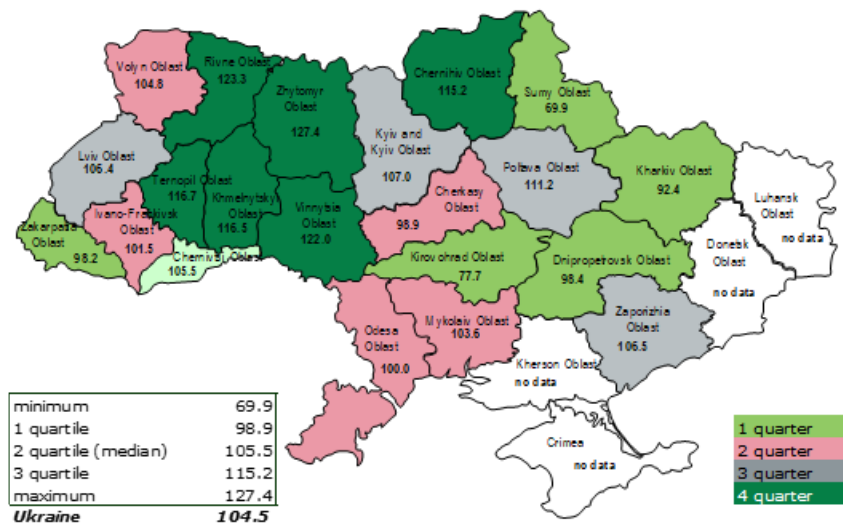 Volyn Oblast
104.8
Rivne Oblast
123.3
Zhytomyr
Oblast
127.4
Chernihiv Oblast
115.2
Sumy Oblast
69.9
Kyiv and
Kyiv Oblast
107.0
Lviv Oblast
106.4
Ternopil Oblast
116.7
Khmelnytskyi
Oblast
116.5
Vinnytsia
Oblast
122.0
Cherkasy
Oblast
98.9
Poltava Oblast
111.2
Kharkiv Oblast
92.4
Luhansk
Oblast
no data
Donetsk
Oblast
no data
Zakarpattia
Oblast
98.2
Ivano-Frankivsk
Oblast
101.5
Chernivtsi Oblast
105.5
Kirovohrad Oblast
77.7
Dnipropetrovsk Oblast
98.4
Zaporizhia
Oblast
106.5
Odesa
Oblast
100.0
Mykolaiv Oblast
103.6
Kherson Oblast
no data
Crimea
no data
minimum 69.9
1 quartile 98.9
2 quartile (median) 105.5
3 quartile 115.2
maximum 127.4
Ukraine 104.5
1 quarter
2 quarter
3 quarter
4 quarter